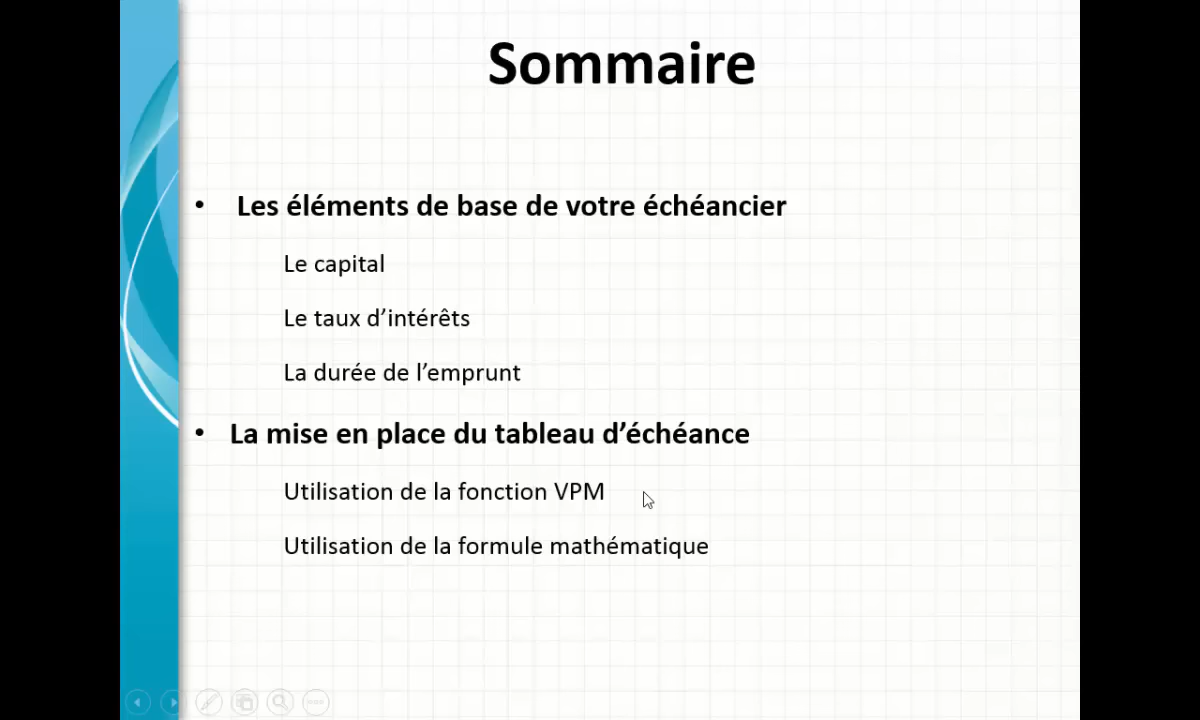 Sommaire
• Les éléments de base de votre échéancier
Le capital
Le taux d’intérêts
La durée de l’emprunt
• La mise en place du tableau d’échéance
Utilisation de la fonction VPM
Utilisation de la formule mathématique